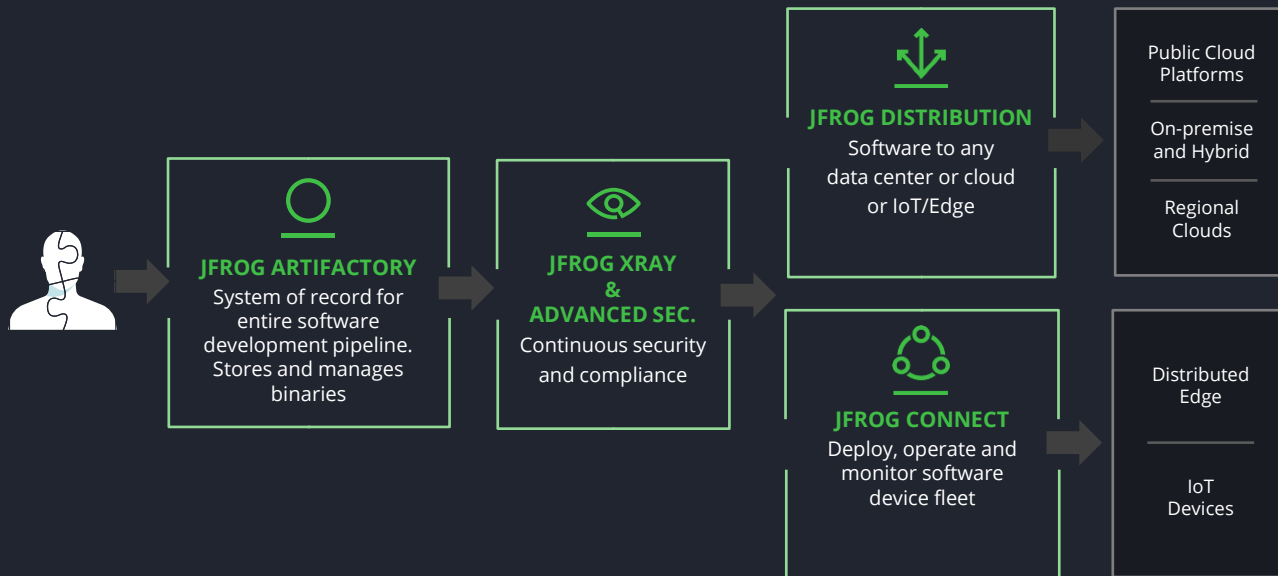 JFROG ARTIFACTORY
System of record for
entire software
development pipeline.
Stores and manages
binaries
JFROG XRAY
&
ADVANCED SEC.
Continuous security
and compliance
JFROG DISTRIBUTION
Software to any
data center or cloud
or IoT/Edge
Public Cloud
Platforms
On-premise
and Hybrid
Regional
Clouds
JFROG CONNECT
Deploy, operate and
monitor software
device fleet
Distributed
Edge
IoT
Devices